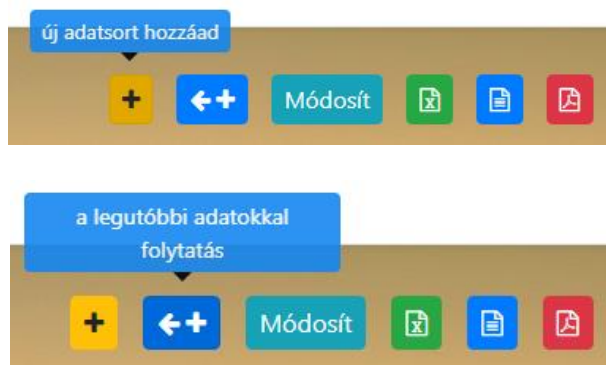 új adatsort hozzáad
Módosít
a legutóbbi adatokkal
folytatás
Módosít